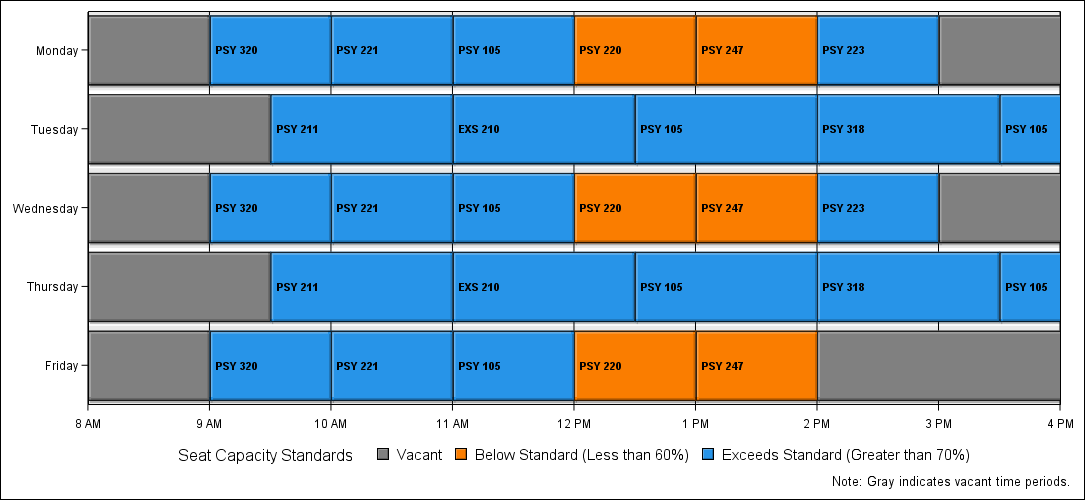 Monday PSY 320 PSY 221 PSY 105 PSY 220 PSY 247 PSY 223
Tuesday PSY 211 EXS 210 PSY 105 PSY 318 PSY 105
Wednesday PSY 320 PSY 221 PSY 105 PSY 220 PSY 247 PSY 223
Thursday PSY 211 EXS 210 PSY 105 PSY 318 PSY 105
Friday PSY 320 PSY 221 PSY 105 PSY 220 PSY 247
8 AM 9 AM 10 AM 11 AM 12 PM 1 PM 2 PM 3 PM 4 PM
Seat Capacity Standards Vacant Below Standard (Less than 60%) Exceeds Standard (Greater than 70%)
Note: Gray indicates vacant time periods.